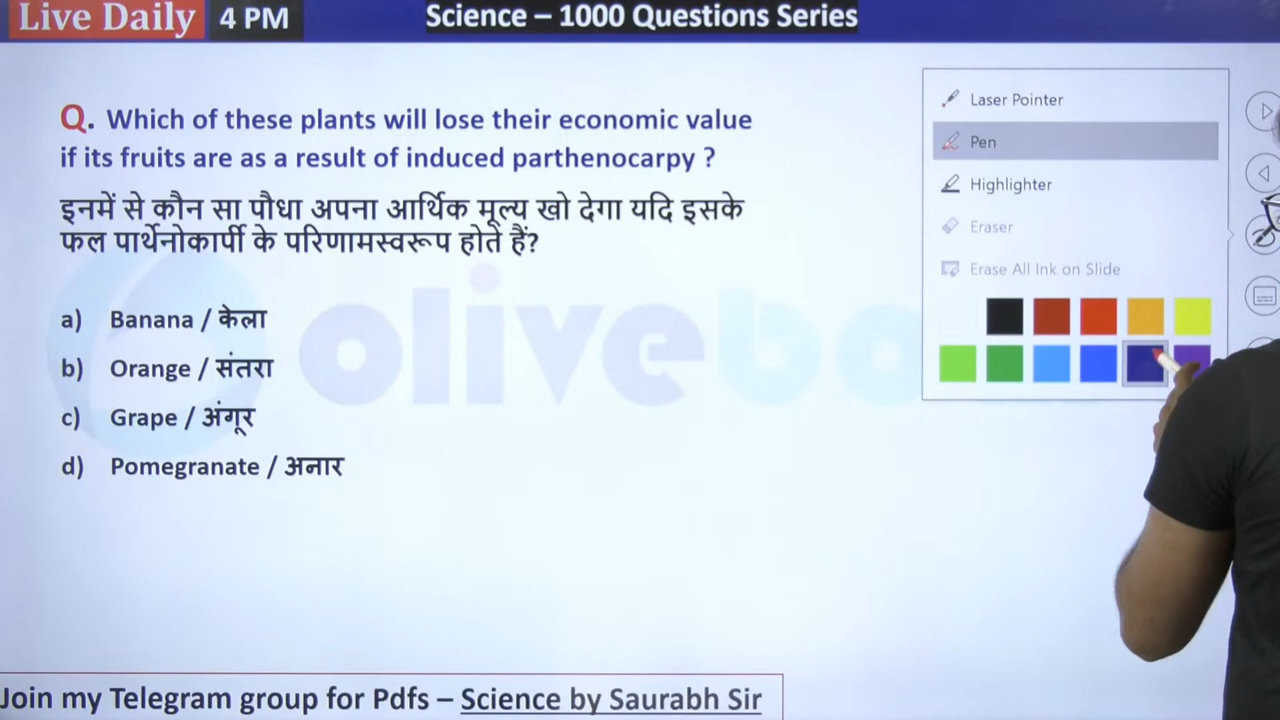 Live Daily 4 PM
Science – 1000 Questions Series
Q. Which of these plants will lose their economic value
if its fruits are as a result of induced parthenocarpy ?
इनमें से कौन सा पौधा अपना आर्थिक मूल्य खो देगा यदि इसके
फल पार्थेनोकार्पी के परिणामस्वरूप होते हैं?
a) Banana / केला
b) Orange / संतरा
c) Grape / अंगूर
d) Pomegranate / अनार
Laser Pointer
Pen
Highlighter
Eraser
Erase All Ink on Slide
Join my Telegram group for Pdfs – Science by Saurabh Sir
olivebo